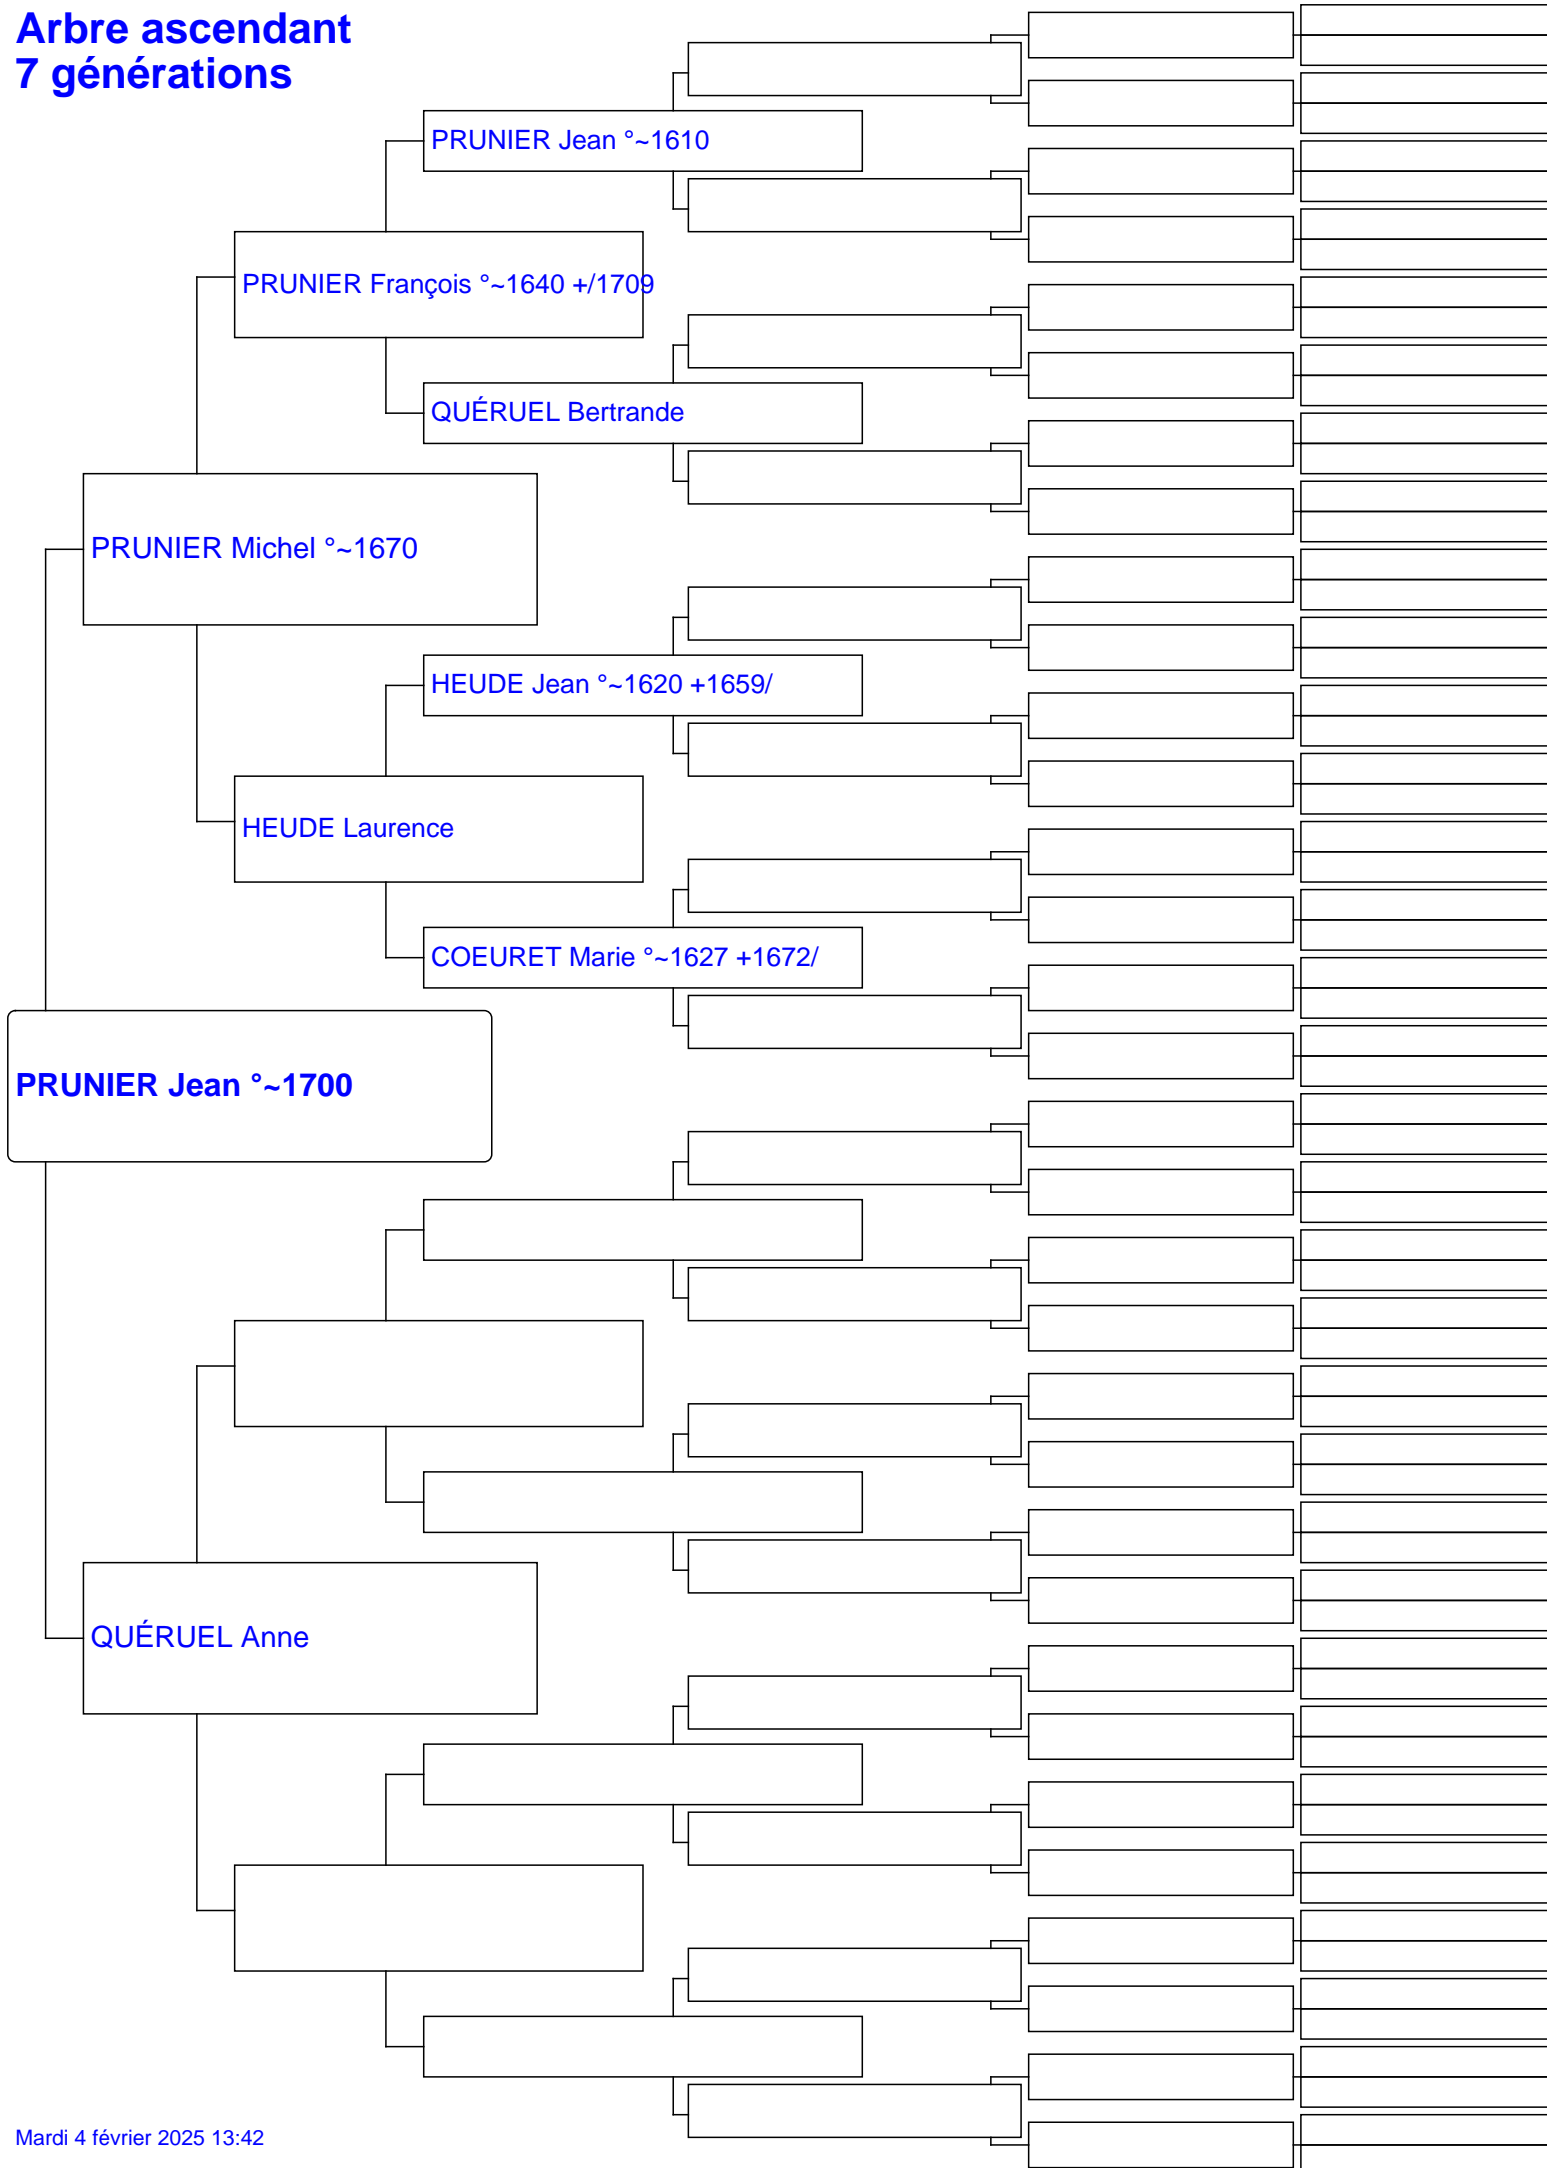 Arbre ascendant
7 générations
PRUNIER Jean °~1610
PRUNIER François °~1640 +/1709
QUÉRUEL Bertrande
PRUNIER Michel °~1670
HEUDE Jean °~1620 +1659/
HEUDE Laurence
COEURET Marie °~1627 +1672/
PRUNIER Jean °~1700
QUÉRUEL Anne
Mardi 4 février 2025 13:42